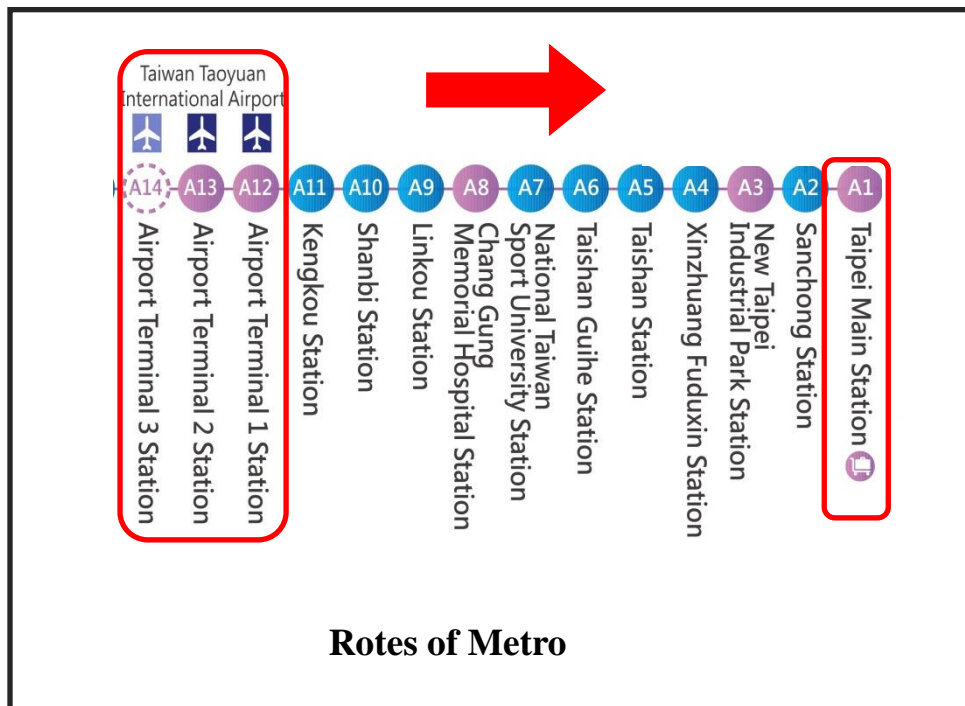 Taiwan Taoyuan
International Airport
A14
A13
A12
A11
A10
A9
A8
A7
A6
A5
A4
A3
A2
A1
Airport Terminal 3 Station
Airport Terminal 2 Station
Airport Terminal 1 Station
Kengkou Station
Shanbi Station
Linkou Station
Chang Gung
Memorial Hospital Station
National Taiwan
Sport University Station
Taishan Guihe Station
Taishan Station
Xinzhuang Fuduxin Station
New Taipei
Industrial Park Station
Sanchong Station
Taipei Main Station
Rotes of Metro